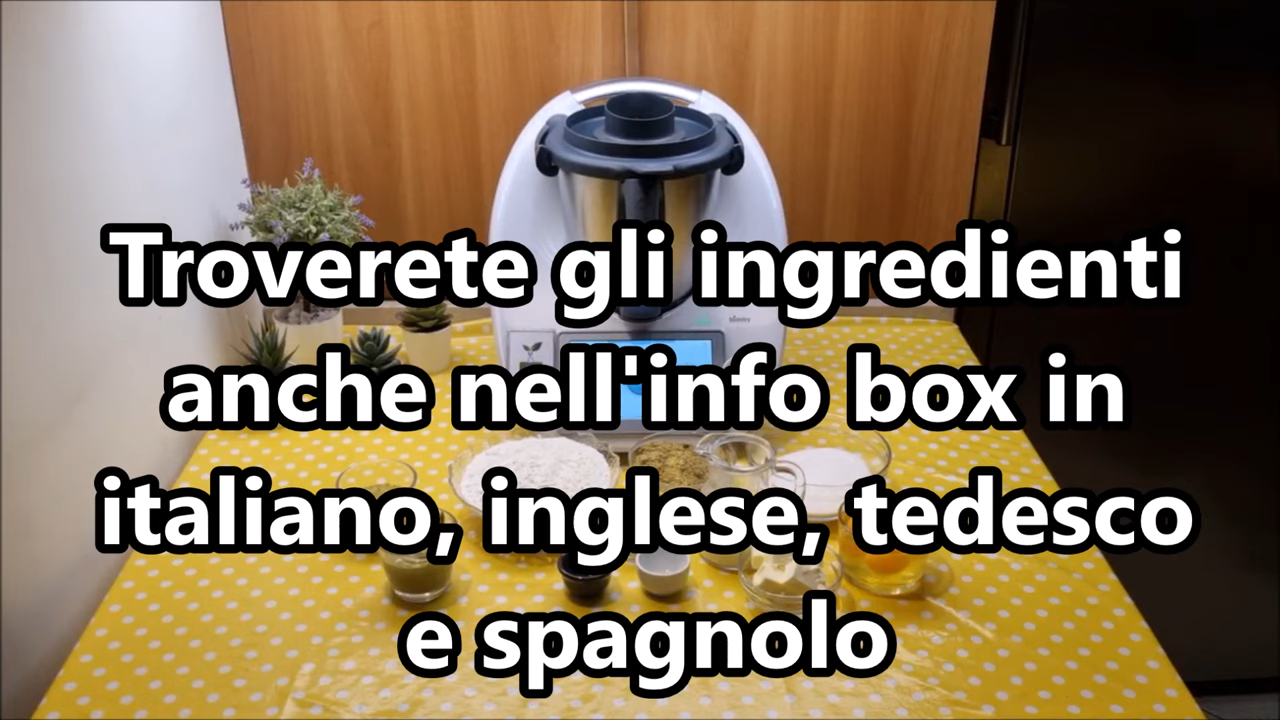 Troverete gli ingredienti
anche nell'info box in
italiano, inglese, tedesco
e spagnolo